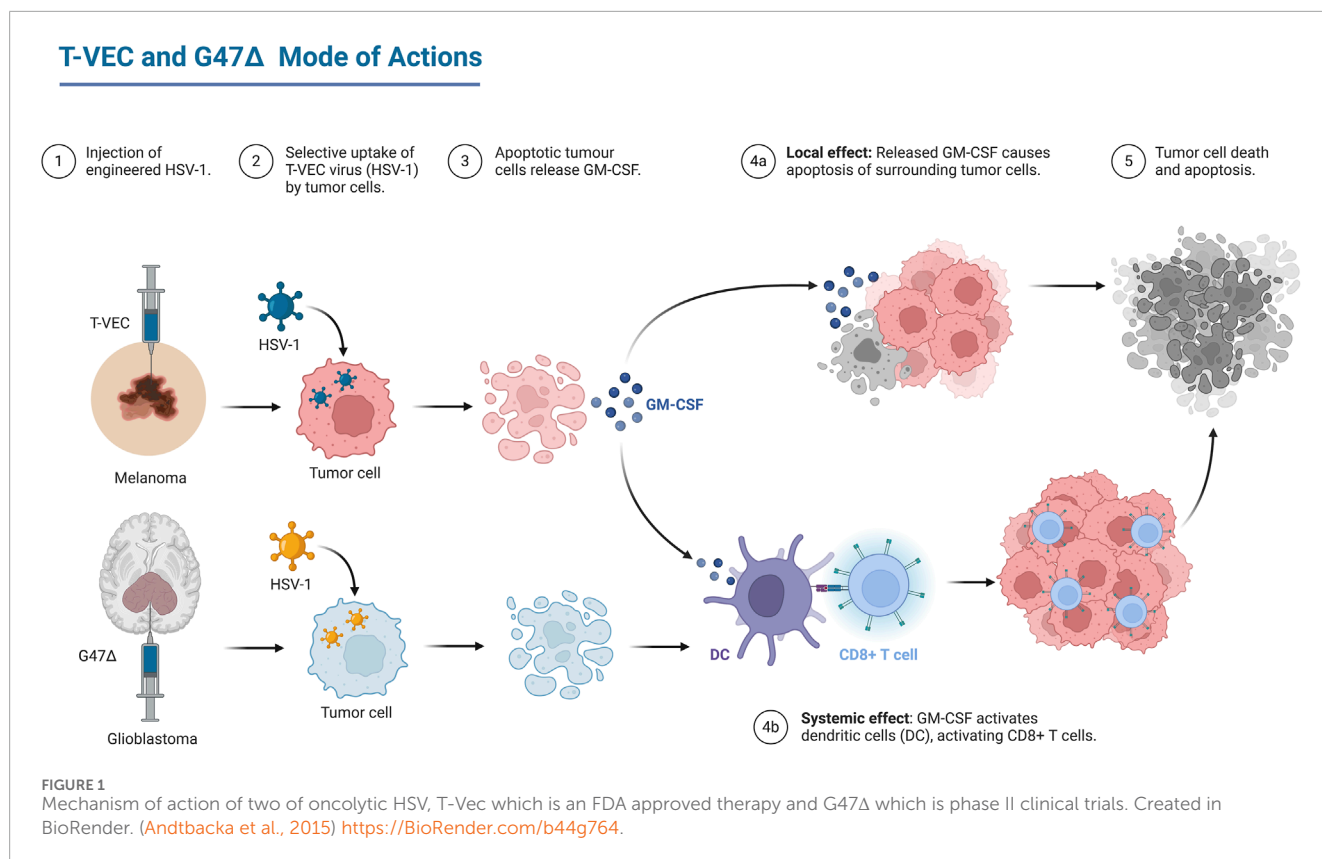 T-VEC and G47Δ  Mode of Actions
1
Injection of
engineered HSV-1.
2
Selective uptake of
T-VEC virus (HSV-1)
by tumor cells.
3
Apoptotic tumour
cells release GM-CSF.
4a
Local effect: Released GM-CSF causes
apoptosis of surrounding tumor cells.
5
Tumor cell death
and apoptosis.
T-VEC
Melanoma
HSV-1
Tumor cell
GM-CSF
G47Δ
Glioblastoma
HSV-1
Tumor cell
DC
CD8+ T cell
4b
Systemic effect: GM-CSF activates
dendritic cells (DC), activating CD8+ T cells.
FIGURE 1
Mechanism of action of two of oncolytic HSV, T-Vec which is an FDA approved therapy and G47Δ which is phase II clinical trials. Created in
BioRender. (Andtbacka et al., 2015) https://BioRender.com/b44g764.